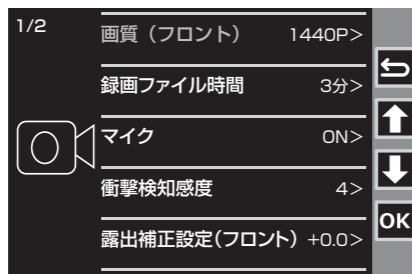 1/2
画質（フロント） 1440P>
録画ファイル時間 3分>
マイク ON>
衝撃検知感度 4>
露出補正設定（フロント） +0.0>
OK